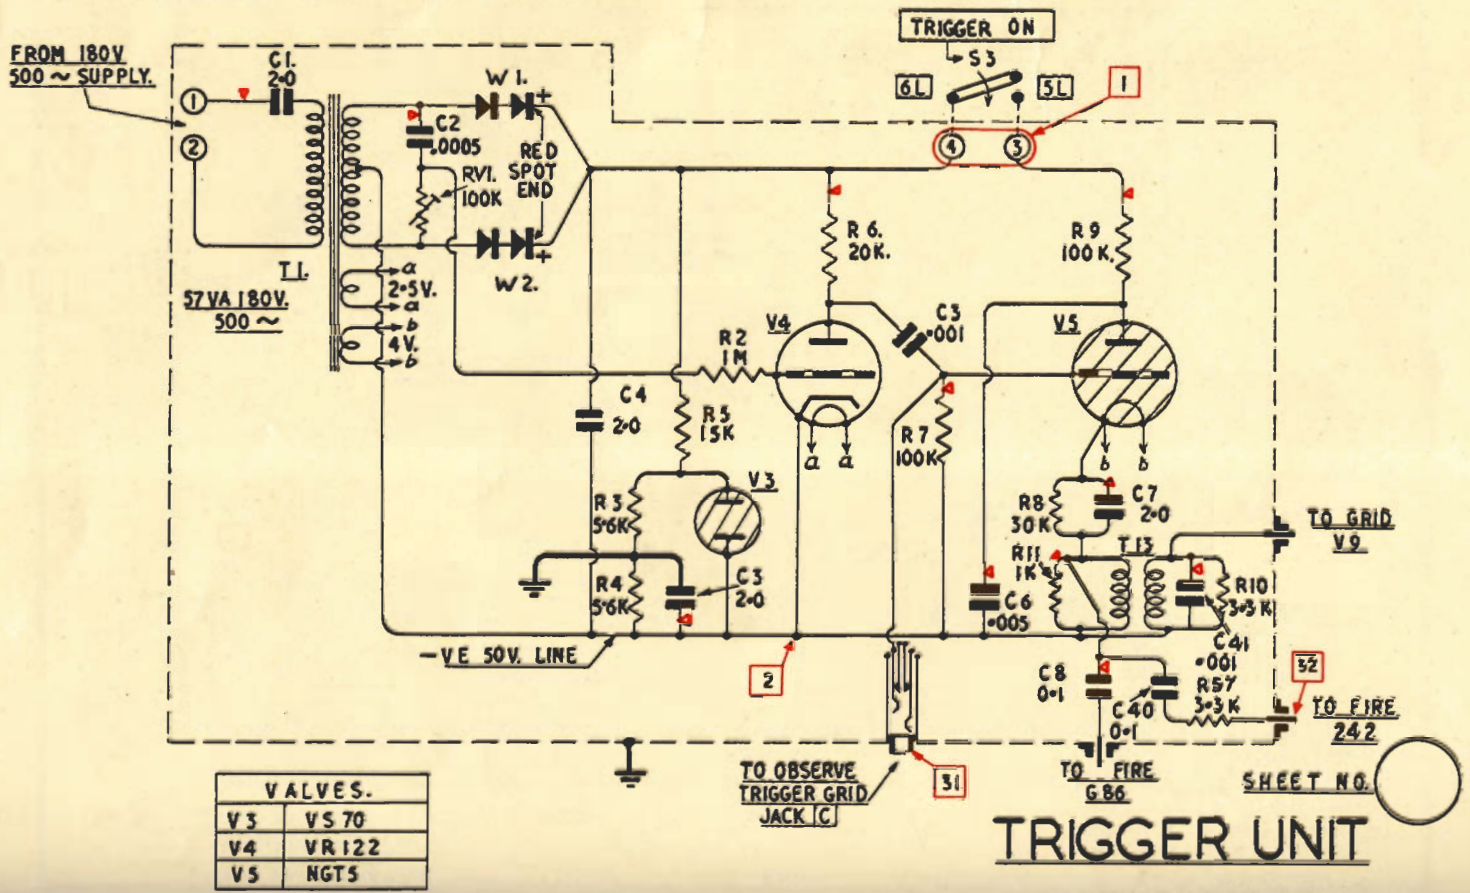 TRIGGER ON
S3
6L
5L
1
4
3
FROM 180V
500 ~ SUPPLY.
1
2
C1.
2·0
W1.
+
C2
.0005
RV1.
100K
RED
SPOT
END
+
W2.
T1.
57VA 180V.
500 ~
a
2·5V.
a
b
4V.
b
R6.
20K.
R9
100K.
C3
·001
V4
V5
R2
1M
C4
2·0
R5
15K
R7
100K
a a
b b
V3
R3
5·6K
R8
30K
C7
2·0
TO GRID
V9
R11
1K
T13
R10
3·3K
R4
5·6K
C3
2·0
C6
·005
C41
·001
—VE 50V. LINE
2
C8
0·1
C40
0·1
R57
3·3K
32
TO FIRE
242
31
TO OBSERVE
TRIGGER GRID
JACK C
TO FIRE
G86
SHEET NO.
TRIGGER UNIT
VALVES.
V3 VS70
V4 VR122
V5 NGT5